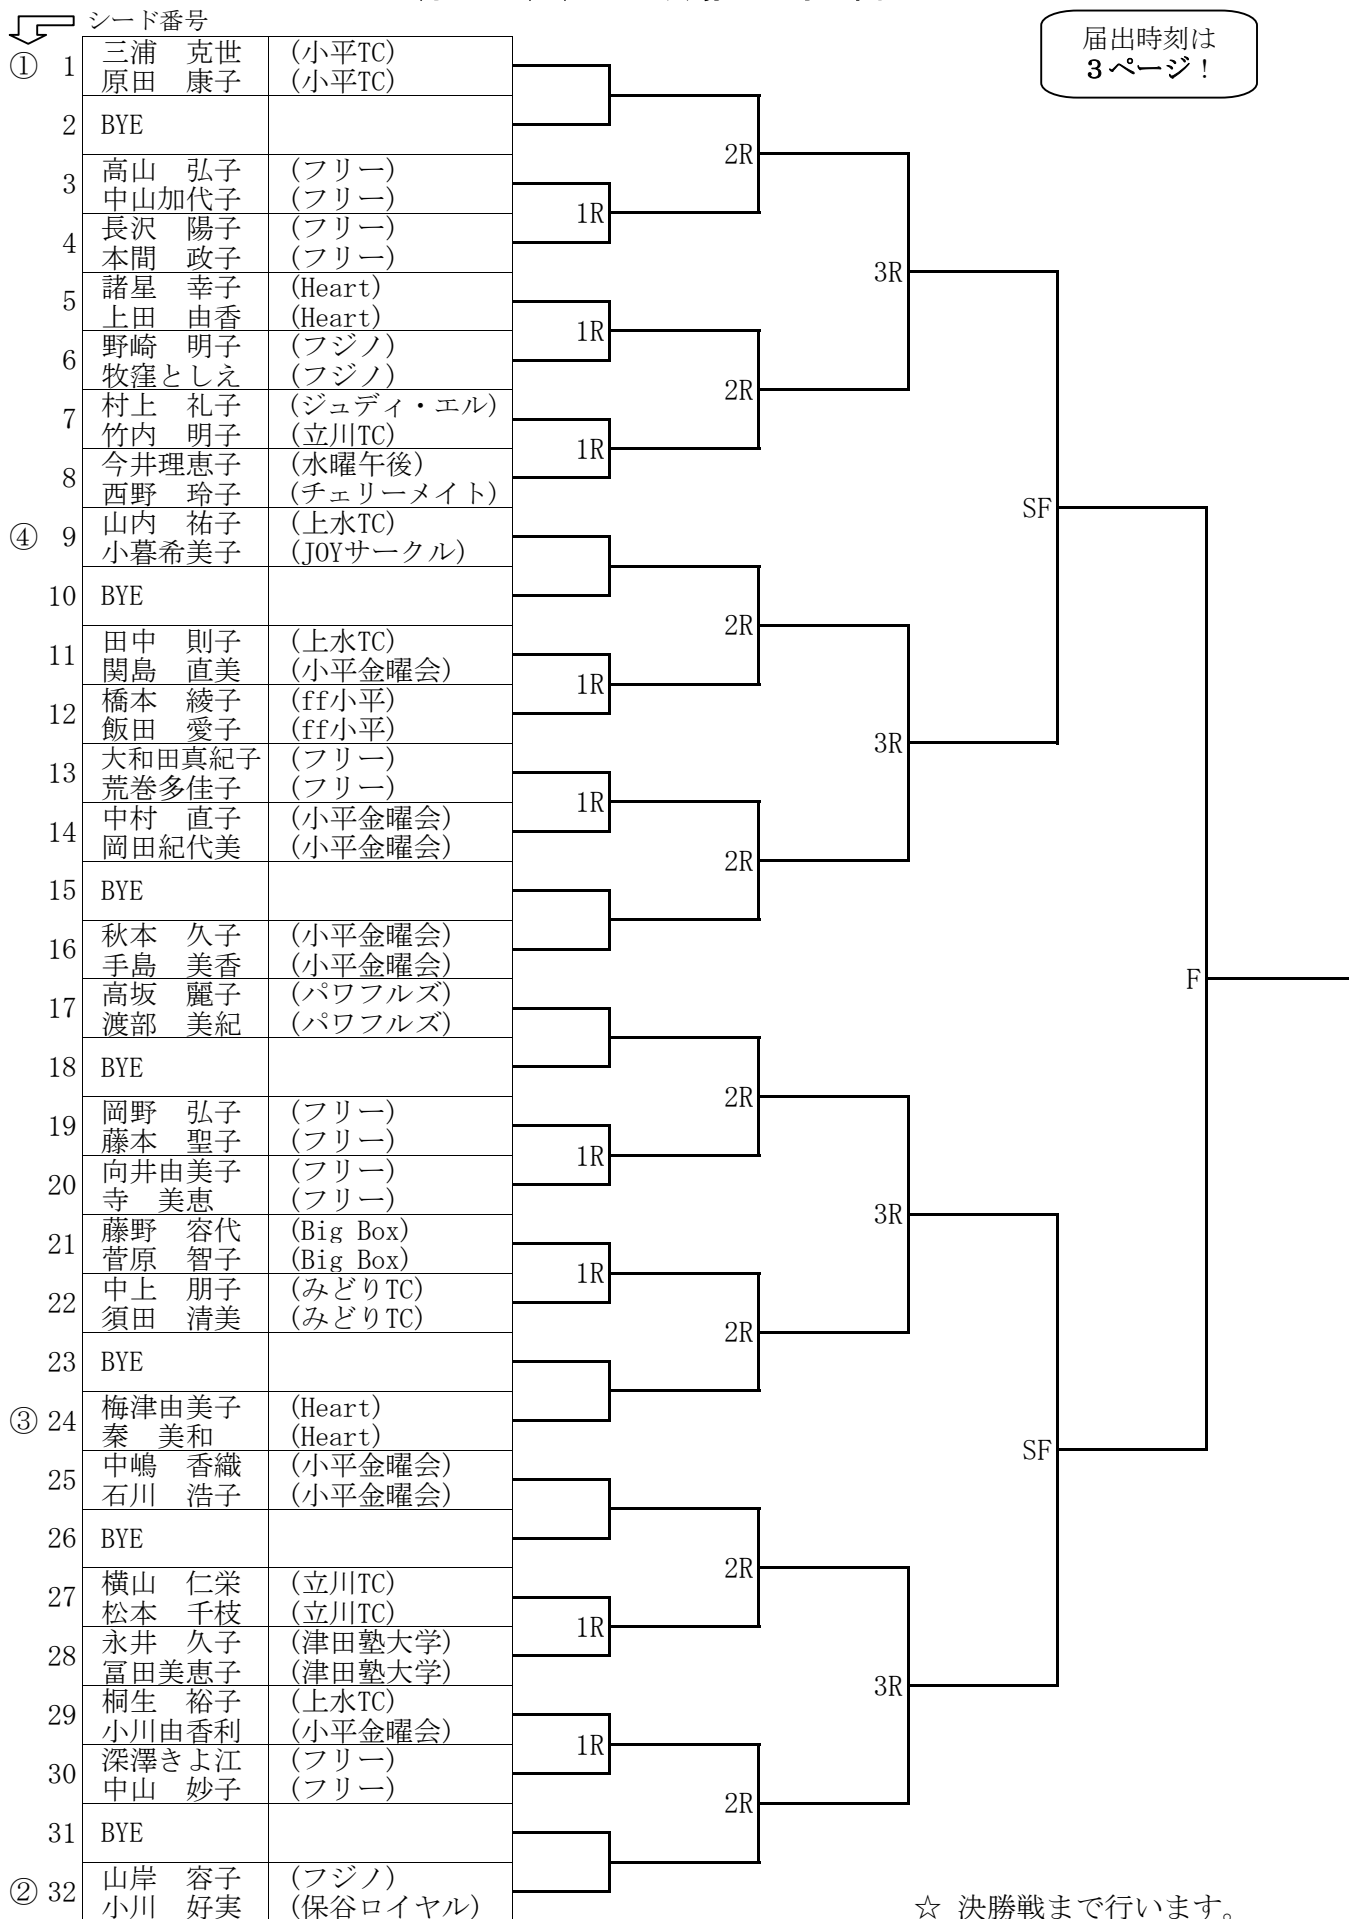 シード番号
届出時刻は
3ページ！
① 1 三浦　克世 (小平TC)
原田　康子 (小平TC)
2 BYE
2R
3 高山　弘子 (フリー)
中山加代子 (フリー)
1R
4 長沢　陽子 (フリー)
本間　政子 (フリー)
3R
5 諸星　幸子 (Heart)
上田　由香 (Heart)
1R
6 野崎　明子 (フジノ)
牧窪としえ (フジノ)
2R
7 村上　礼子 (ジュディ・エル)
竹内　明子 (立川TC)
1R
8 今井理恵子 (水曜午後)
西野　玲子 (チェリーメイト)
SF
④ 9 山内　祐子 (上水TC)
小暮希美子 (JOYサークル)
10 BYE
2R
11 田中　則子 (上水TC)
関島　直美 (小平金曜会)
1R
12 橋本　綾子 (ff小平)
飯田　愛子 (ff小平)
3R
13 大和田真紀子 (フリー)
荒巻多佳子 (フリー)
1R
14 中村　直子 (小平金曜会)
岡田紀代美 (小平金曜会)
2R
15 BYE
16 秋本　久子 (小平金曜会)
手島　美香 (小平金曜会)
F
17 高坂　麗子 (パワフルズ)
渡部　美紀 (パワフルズ)
18 BYE
2R
19 岡野　弘子 (フリー)
藤本　聖子 (フリー)
1R
20 向井由美子 (フリー)
寺　美恵 (フリー)
3R
21 藤野　容代 (Big Box)
菅原　智子 (Big Box)
1R
22 中上　朋子 (みどりTC)
須田　清美 (みどりTC)
2R
23 BYE
③ 24 梅津由美子 (Heart)
秦　美和 (Heart)
SF
25 中嶋　香織 (小平金曜会)
石川　浩子 (小平金曜会)
26 BYE
2R
27 横山　仁栄 (立川TC)
松本　千枝 (立川TC)
1R
28 永井　久子 (津田塾大学)
冨田美恵子 (津田塾大学)
3R
29 桐生　裕子 (上水TC)
小川由香利 (小平金曜会)
1R
30 深澤きよ江 (フリー)
中山　妙子 (フリー)
2R
31 BYE
② 32 山岸　容子 (フジノ)
小川　好実 (保谷ロイヤル)
☆ 決勝戦まで行います。